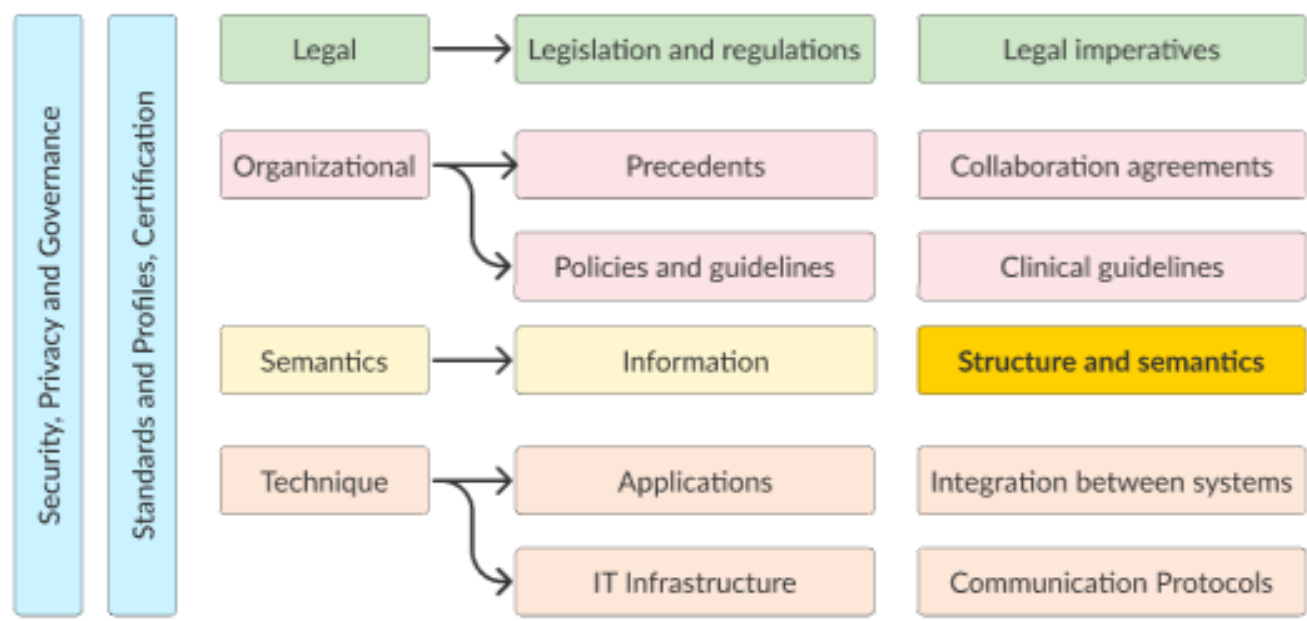 Security, Privacy and Governance
Standards and Profiles, Certification
Legal
Legislation and regulations
Legal imperatives
Organizational
Precedents
Collaboration agreements
Policies and guidelines
Clinical guidelines
Semantics
Information
Structure and semantics
Technique
Applications
Integration between systems
IT Infrastructure
Communication Protocols